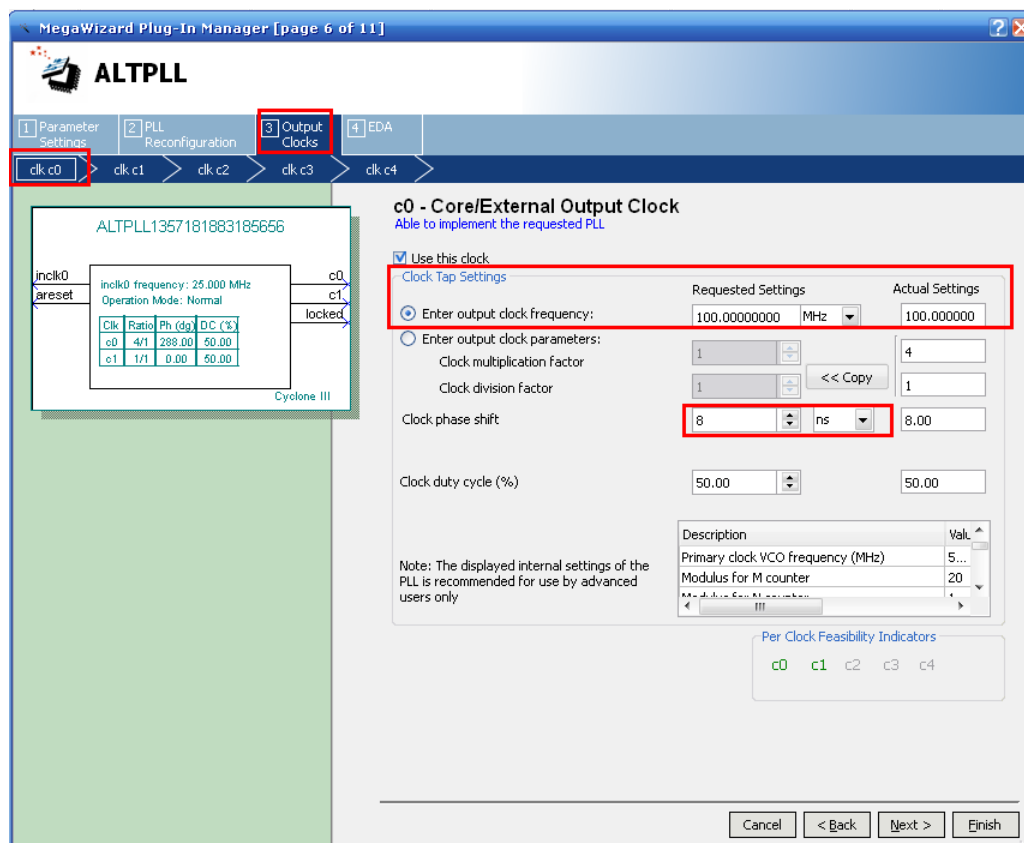 MegaWizard Plug-In Manager [page 6 of 11]
ALTPLL
1 Parameter Settings
2 PLL Reconfiguration
3 Output Clocks
4 EDA
clk c0
clk c1
clk c2
clk c3
clk c4
ALTPLL1357181883185656
inclk0
areset
c0
c1
locked
inclk0 frequency: 25.000 MHz
Operation Mode: Normal
Clk Ratio Ph (dg) DC (%)
c0 4/1 288.00 50.00
c1 1/1 0.00 50.00
Cyclone III
c0 - Core/External Output Clock
Able to implement the requested PLL
Use this clock
Clock Tap Settings
Requested Settings
Actual Settings
Enter output clock frequency:
100.00000000 MHz
100.000000
Enter output clock parameters:
Clock multiplication factor
1
4
<< Copy
Clock division factor
1
1
Clock phase shift
8 ns
8.00
Clock duty cycle (%)
50.00
50.00
Note: The displayed internal settings of the
PLL is recommended for use by advanced
users only
Description
Primary clock VCO frequency (MHz) 5...
Modulus for M counter 20
Per Clock Feasibility Indicators
c0 c1 c2 c3 c4
Cancel
< Back
Next >
Finish